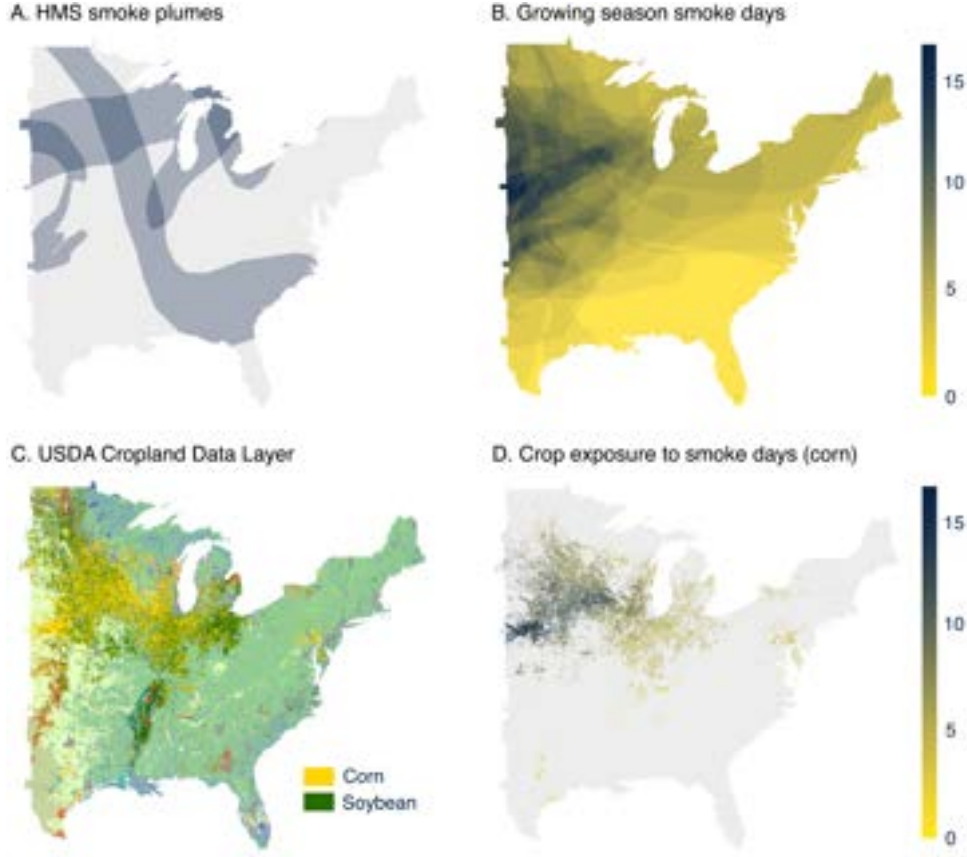 A. HMS smoke plumes
B. Growing season smoke days
15
10
5
0
C. USDA Cropland Data Layer
Corn
Soybean
D. Crop exposure to smoke days (corn)
15
10
5
0